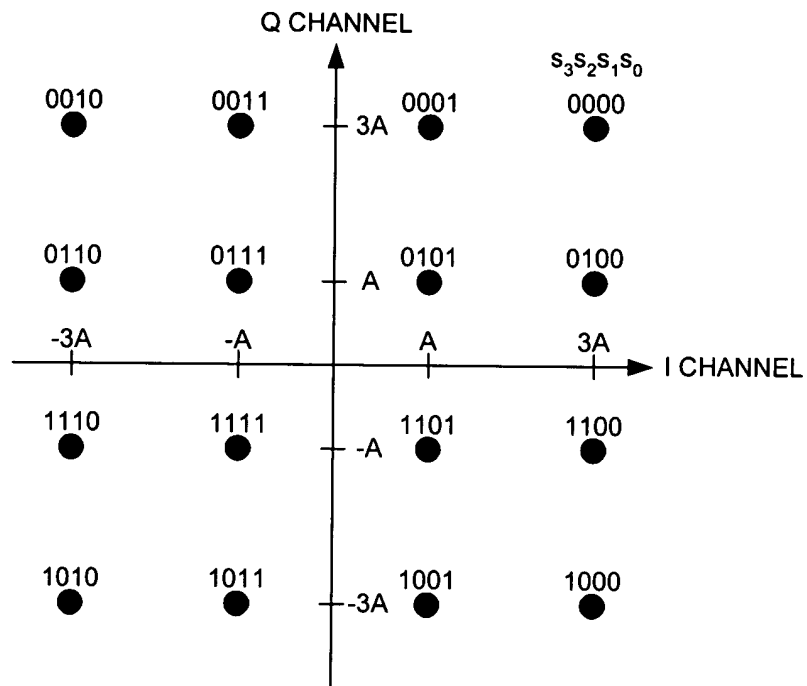 Q CHANNEL
s3s2s1s0
0010 0011 0001 0000
3A
0110 0111 0101 0100
A
-3A -A A 3A
I CHANNEL
1110 1111 1101 1100
-A
1010 1011 1001 1000
-3A